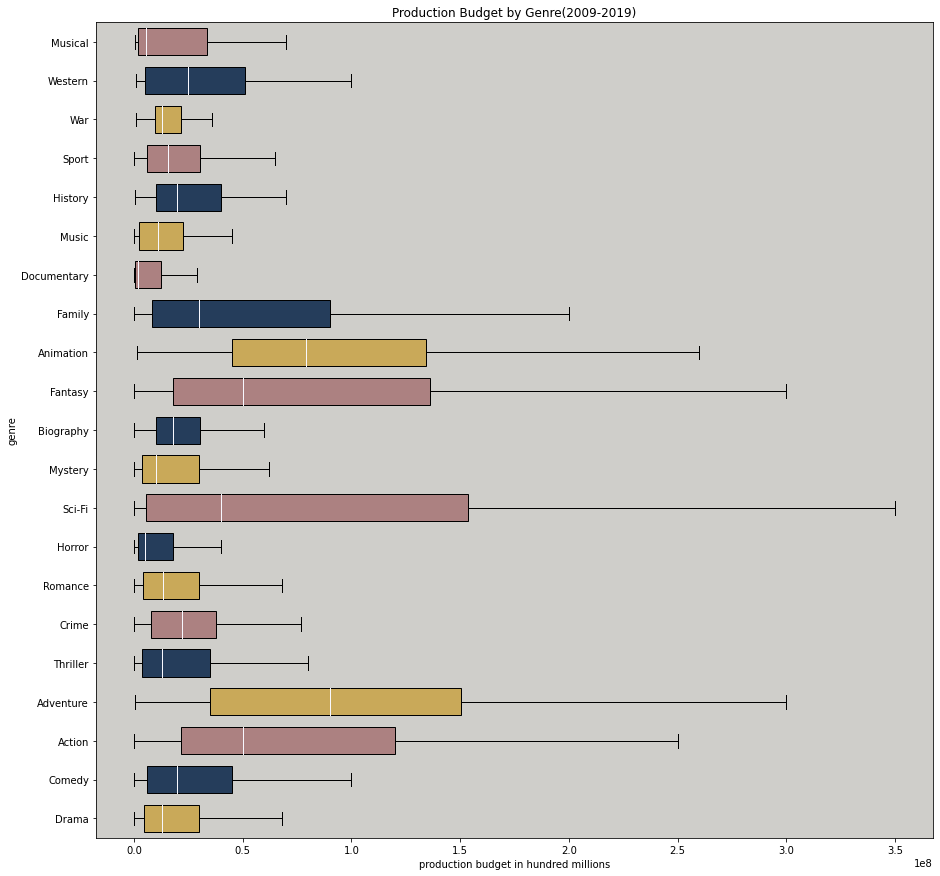 Production Budget by Genre(2009-2019)
genre
Musical
Western
War
Sport
History
Music
Documentary
Family
Animation
Fantasy
Biography
Mystery
Sci-Fi
Horror
Romance
Crime
Thriller
Adventure
Action
Comedy
Drama
0.0 0.5 1.0 1.5 2.0 2.5 3.0 3.5
production budget in hundred millions
1e8